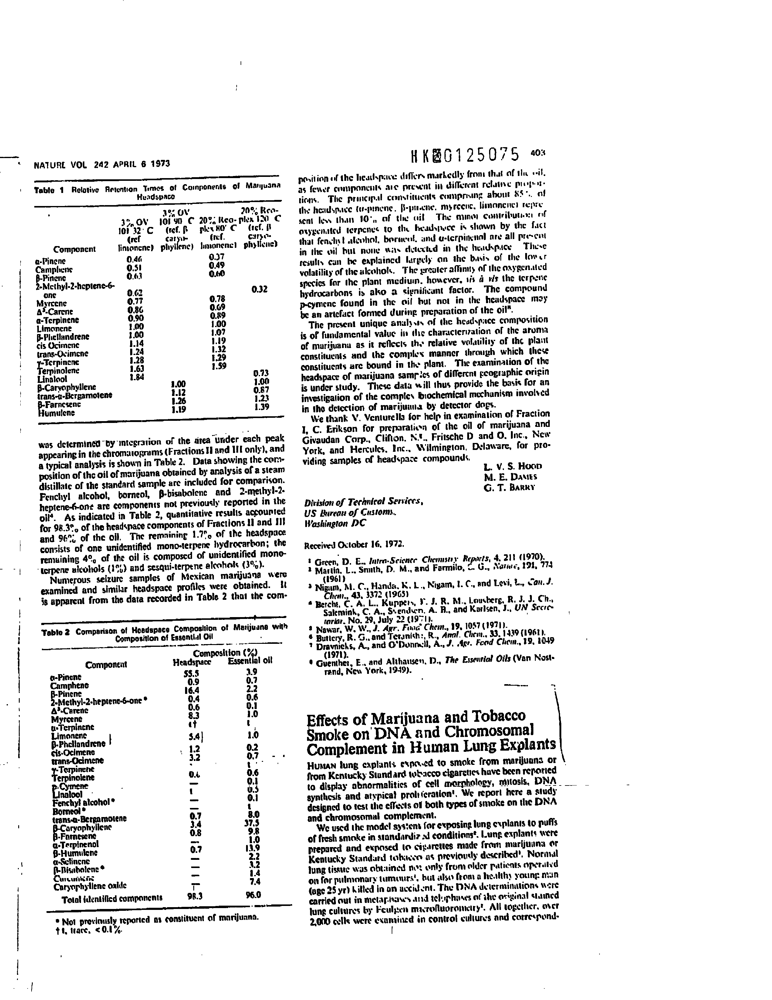 NATURE VOL 242 APRIL 6 1973
HK0125075 403
Table 1 Relative Retention Times of Components of Marijuana
Headspace
3% OV 3% OV 20% Reo- 20% Reo-
101 32° C 101 90° C plex 80° C plex 120° C
(ref (ref. β (ref. (ref. β
limonene) caryo- limonene) caryo-
phyllene) phyllene)
Component
α-Pinene 0.46 0.37
Camphene 0.51 0.49
β-Pinene 0.63 0.60
2-Methyl-2-heptene-6-
one 0.62 0.32
Myrcene 0.77 0.78
Δ³-Carene 0.86 0.69
α-Terpinene 0.90 0.89
Limonene 1.00 1.00
β-Phellandrene 1.00 1.07
cis Ocimene 1.14 1.19
trans-Ocimene 1.24 1.32
γ-Terpinene 1.28 1.29
Terpinolene 1.63 1.59
Linalool 1.84 0.73
β-Caryophyllene 1.00 1.00
trans-α-Bergamotene 1.12 0.87
β-Farnesene 1.26 1.23
Humulene 1.19 1.39
was determined by integration of the area under each peak
appearing in the chromatograms (Fractions II and III only), and
a typical analysis is shown in Table 2. Data showing the com-
position of the oil of marijuana obtained by analysis of a steam
distillate of the standard sample are included for comparison.
Fenchyl alcohol, borneol, β-bisabolene and 2-methyl-2-
heptene-6-one are components not previously reported in the
oil⁴. As indicated in Table 2, quantitative results accounted
for 98.3% of the headspace components of Fractions II and III
and 96% of the oil. The remaining 1.7% of the headspace
consists of one unidentified mono-terpene hydrocarbon; the
remaining 4% of the oil is composed of unidentified mono-
terpene alcohols (1%) and sesqui-terpene alcohols (3%).
Numerous seizure samples of Mexican marijuana were
examined and similar headspace profiles were obtained. It
is apparent from the data recorded in Table 2 that the com-
Table 2 Comparison of Headspace Composition of Marijuana with
Composition of Essential Oil
Composition (%)
Component Headspace Essential oil
α-Pinene 55.5 3.9
Camphene 0.9 0.7
β-Pinene 16.4 2.2
2-Methyl-2-heptene-6-one * 0.4 0.6
Δ³-Carene 0.6 0.1
Myrcene 8.3 1.0
α-Terpinene t† t
Limonene 5.4 1.0
β-Phellandrene
cis-Ocimene 1.2 0.2
trans-Ocimene 3.2 0.7
γ-Terpinene — t
Terpinolene 0.6
p-Cymene — 0.1
Linalool t 0.5
Fenchyl alcohol * — 0.1
Borneol * — t
trans-α-Bergamotene 0.7 8.0
β-Caryophyllene 3.4 37.5
β-Farnesene 0.8 9.8
α-Terpineol — 1.0
β-Humulene 0.7 13.9
α-Selinene — 2.2
β-Bisabolene * — 3.2
Curcumene — 1.4
Caryophyllene oxide — 7.4
Total identified components 98.3 96.0
* Not previously reported as constituent of marijuana.
† t, trace, <0.1%.
position of the headspace differs markedly from that of the oil,
as fewer components are present in different relative propor-
tions. The principal constituents comprising about 85% of
the headspace (α-pinene, β-pinene, myrcene, limonene) repre
sent less than 10% of the oil The minor contribution of
oxygenated terpenes to the headspace is shown by the fact
that fenchyl alcohol, borneol, and α-terpineol are all present
in the oil but none was detected in the headspace These
results can be explained largely on the basis of the lower
volatility of the alcohols. The greater affinity of the oxygenated
species for the plant medium, however, vis à vis the terpene
hydrocarbons is also a significant factor. The compound
p-cymene found in the oil but not in the headspace may
be an artefact formed during preparation of the oil⁸.
The present unique analysis of the headspace composition
is of fundamental value in the characterization of the aroma
of marijuana as it reflects the relative volatility of the plant
constituents and the complex manner through which these
constituents are bound in the plant. The examination of the
headspace of marijuana samples of different geographic origin
is under study. These data will thus provide the basis for an
investigation of the complex biochemical mechanism involved
in the detection of marijuana by detector dogs.
We thank V. Venturella for help in examination of Fraction
I, C. Erikson for preparation of the oil of marijuana and
Givaudan Corp., Clifton, N.J., Fritsche D and O, Inc., New
York, and Hercules, Inc., Wilmington, Delaware, for pro-
viding samples of headspace compounds.
L. V. S. HOOD
M. E. DAMES
G. T. BARRY
Division of Technical Services,
US Bureau of Customs,
Washington DC
Received October 16, 1972.
¹ Green, D. E., Intra-Science Chemistry Reports, 4, 211 (1970).
² Martin, L., Smith, D. M., and Farmilo, C. G., Nature, 191, 774
(1961)
³ Nigam, M. C., Handa, K. L., Nigam, I. C., and Levi, L., Can. J.
Chem., 43, 3372 (1965)
⁴ Bercht, C. A. L., Kuppers, F. J. R. M., Lousberg, R. J. J. Ch.,
Salemink, C. A., Svendsen, A. B., and Karlsen, J., UN Secre-
tariat, No. 29, July 22 (1971).
⁵ Nawar, W. W., J. Agr. Food Chem., 19, 1057 (1971).
⁶ Buttery, R. G., and Teranishi, R., Anal. Chem., 33, 1439 (1961).
⁷ Dravnieks, A., and O'Donnell, A., J. Agr. Food Chem., 19, 1049
(1971).
⁸ Guenther, E., and Althausen, D., The Essential Oils (Van Nost-
rand, New York, 1949).
Effects of Marijuana and Tobacco
Smoke on DNA and Chromosomal
Complement in Human Lung Explants
HUMAN lung explants exposed to smoke from marijuana or
from Kentucky Standard tobacco cigarettes have been reported
to display abnormalities of cell morphology, mitosis, DNA
synthesis and atypical proliferation¹. We report here a study
designed to test the effects of both types of smoke on the DNA
and chromosomal complement.
We used the model system for exposing lung explants to puffs
of fresh smoke in standardized conditions². Lung explants were
prepared and exposed to cigarettes made from marijuana or
Kentucky Standard tobacco as previously described¹. Normal
lung tissue was obtained not only from older patients operated
on for pulmonary tumours¹, but also from a healthy young man
(age 25 yr) killed in an accident. The DNA determinations were
carried out in metaphases and telophases of the original stained
lung cultures by Feulgen microfluorometry³. All together, over
2,000 cells were examined in control cultures and correspond-